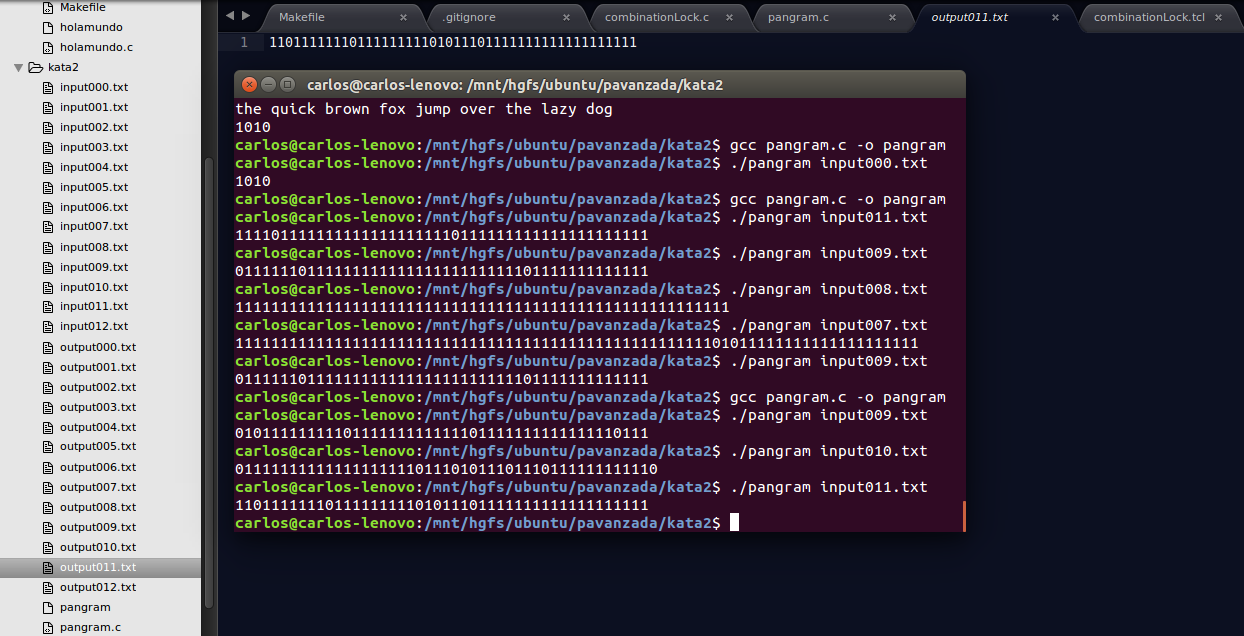 Makefile
holamundo
holamundo.c
kata2
input000.txt
input001.txt
input002.txt
input003.txt
input004.txt
input005.txt
input006.txt
input007.txt
input008.txt
input009.txt
input010.txt
input011.txt
input012.txt
output000.txt
output001.txt
output002.txt
output003.txt
output004.txt
output005.txt
output006.txt
output007.txt
output008.txt
output009.txt
output010.txt
output011.txt
output012.txt
pangram
pangram.c
Makefile × .gitignore × combinationLock.c × pangram.c × output011.txt × combinationLock.tcl ×
1 1101111111011111111101011101111111111111111111
carlos@carlos-lenovo: /mnt/hgfs/ubuntu/pavanzada/kata2
the quick brown fox jump over the lazy dog
1010
carlos@carlos-lenovo:/mnt/hgfs/ubuntu/pavanzada/kata2$ gcc pangram.c -o pangram
carlos@carlos-lenovo:/mnt/hgfs/ubuntu/pavanzada/kata2$ ./pangram input000.txt
1010
carlos@carlos-lenovo:/mnt/hgfs/ubuntu/pavanzada/kata2$ gcc pangram.c -o pangram
carlos@carlos-lenovo:/mnt/hgfs/ubuntu/pavanzada/kata2$ ./pangram input011.txt
1111011111111111111111110111111111111111111111
carlos@carlos-lenovo:/mnt/hgfs/ubuntu/pavanzada/kata2$ ./pangram input009.txt
0111111011111111111111111111111101111111111111
carlos@carlos-lenovo:/mnt/hgfs/ubuntu/pavanzada/kata2$ ./pangram input008.txt
1111111111111111111111111111111111111111111111111111111
carlos@carlos-lenovo:/mnt/hgfs/ubuntu/pavanzada/kata2$ ./pangram input007.txt
1111111111111111111111111111111111111111111111111111101011111111111111111111
carlos@carlos-lenovo:/mnt/hgfs/ubuntu/pavanzada/kata2$ ./pangram input009.txt
0111111011111111111111111111111101111111111111
carlos@carlos-lenovo:/mnt/hgfs/ubuntu/pavanzada/kata2$ gcc pangram.c -o pangram
carlos@carlos-lenovo:/mnt/hgfs/ubuntu/pavanzada/kata2$ ./pangram input009.txt
0101111111110111111111111101111111111111110111
carlos@carlos-lenovo:/mnt/hgfs/ubuntu/pavanzada/kata2$ ./pangram input010.txt
01111111111111111111011101011101110111111111110
carlos@carlos-lenovo:/mnt/hgfs/ubuntu/pavanzada/kata2$ ./pangram input011.txt
1101111111011111111101011101111111111111111111
carlos@carlos-lenovo:/mnt/hgfs/ubuntu/pavanzada/kata2$